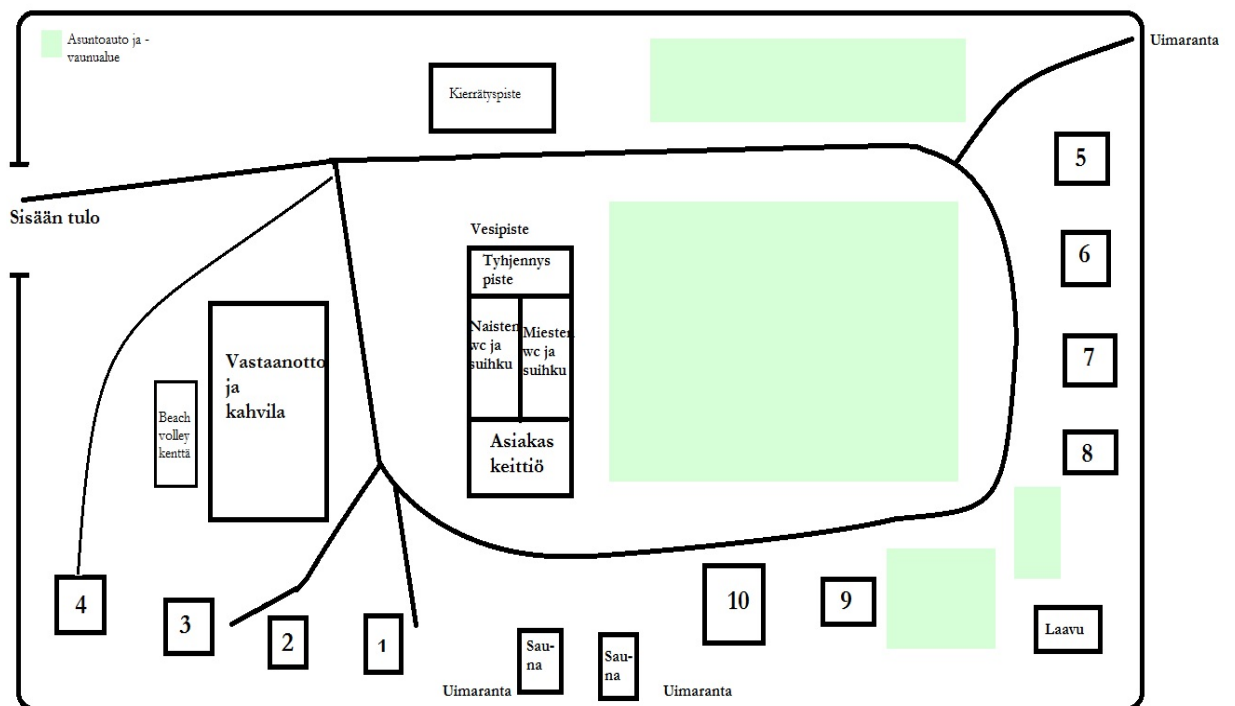 Asuntoauto ja -
vaunualue
Uimaranta
Kierrätyspiste
5
Sisään tulo
Vesipiste
Tyhjennys
piste
6
Naisten
wc ja
suihku
Miesten
wc ja
suihku
Vastaanotto
ja
kahvila
7
Beach
volley
kenttä
Asiakas
keittiö
8
4
3
2
1
10
9
Laavu
Sau-
na
Sau-
na
Uimaranta
Uimaranta